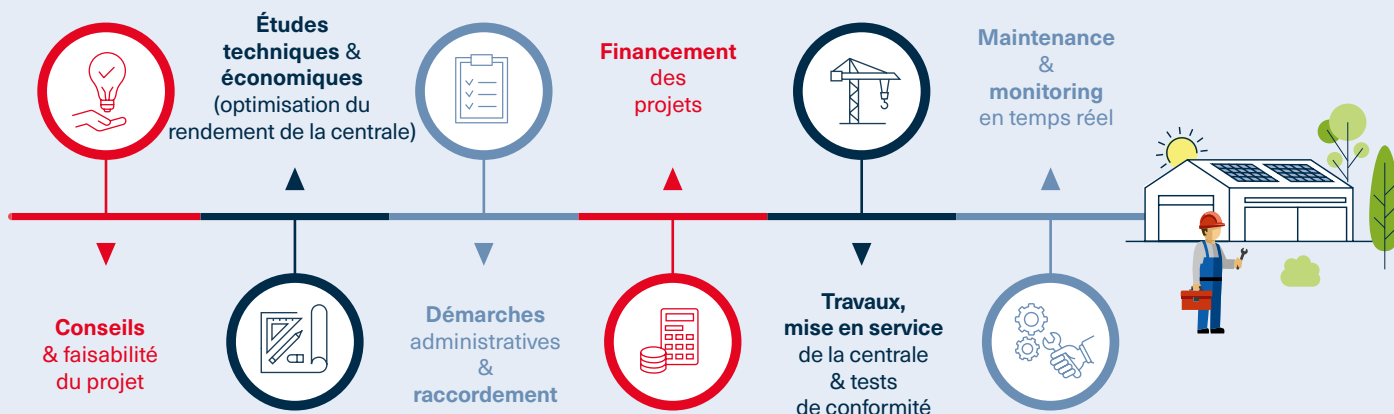 Conseils
& faisabilité
du projet
Études
techniques &
économiques
(optimisation du
rendement de la centrale)
Démarches
administratives
&
raccordement
Financement
des
projets
Travaux,
mise en service
de la centrale
& tests
de conformité
Maintenance
&
monitoring
en temps réel